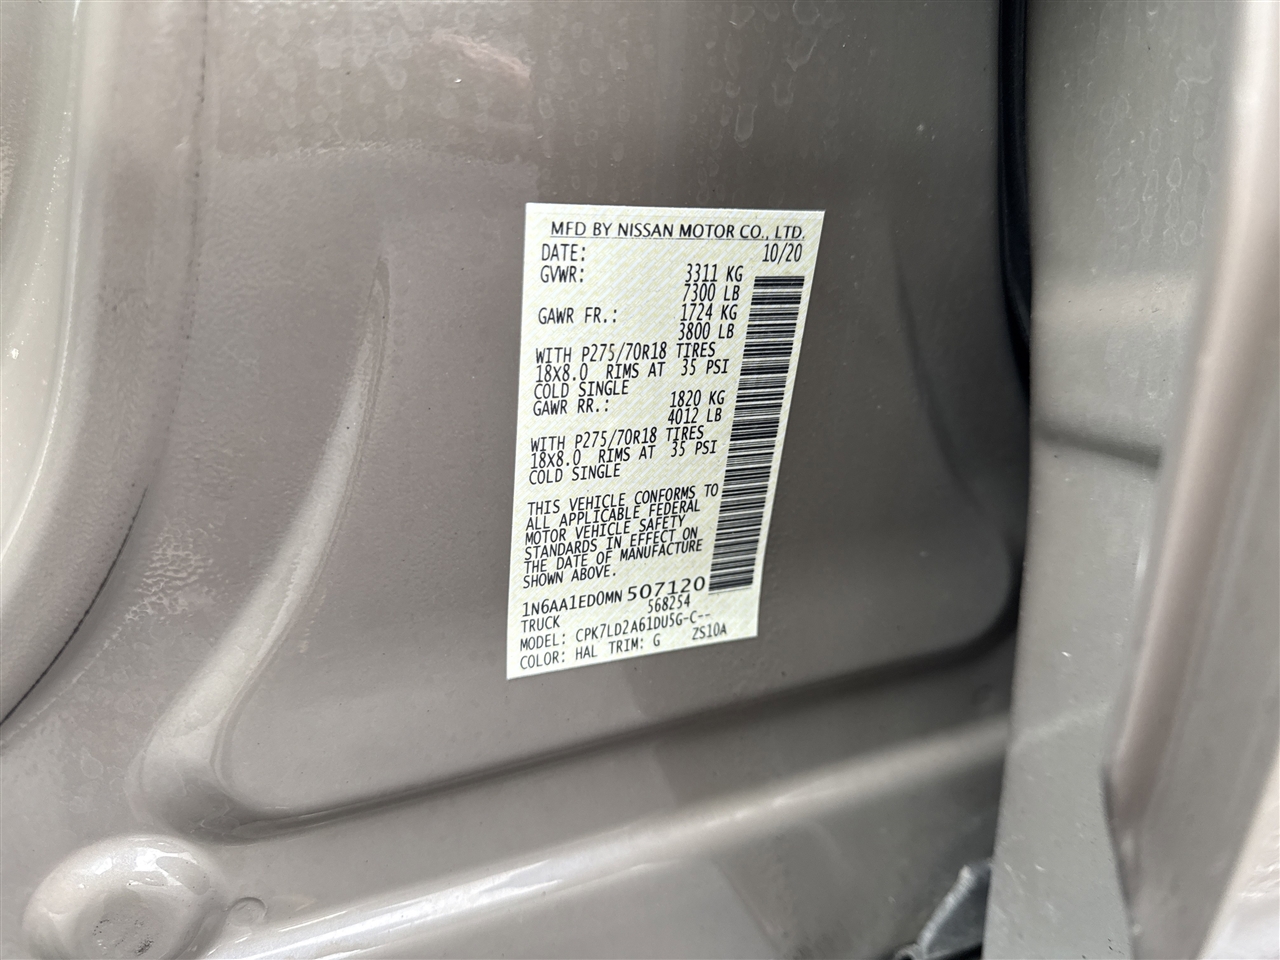 MFD BY NISSAN MOTOR CO., LTD.
DATE: 10/20
GVWR: 3311 KG
7300 LB
GAWR FR.: 1724 KG
3800 LB
WITH P275/70R18 TIRES
18X8.0 RIMS AT 35 PSI
COLD SINGLE
GAWR RR.: 1820 KG
4012 LB
WITH P275/70R18 TIRES
18X8.0 RIMS AT 35 PSI
COLD SINGLE
THIS VEHICLE CONFORMS TO
ALL APPLICABLE FEDERAL
MOTOR VEHICLE SAFETY
STANDARDS IN EFFECT ON
THE DATE OF MANUFACTURE
SHOWN ABOVE.
1N6AA1ED0MN 507120
TRUCK 568254
MODEL: CPK7LD2A61DU5G-C--
COLOR: HAL TRIM: G ZS10A